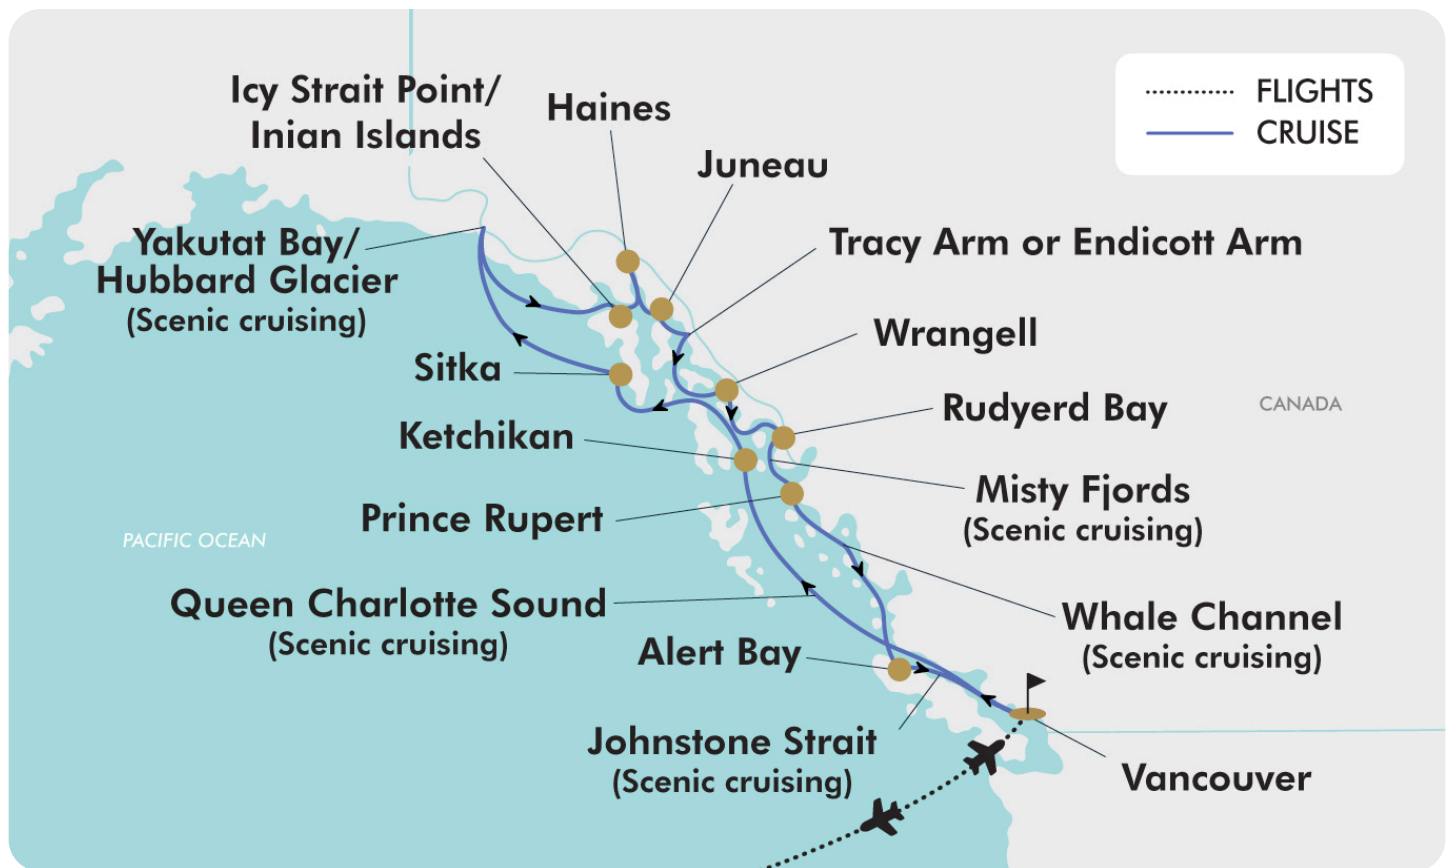 FLIGHTS
CRUISE
Icy Strait Point/
Inian Islands
Haines
Juneau
Yakutat Bay/
Hubbard Glacier
(Scenic cruising)
Tracy Arm or Endicott Arm
Wrangell
Sitka
Rudyerd Bay
CANADA
Ketchikan
Misty Fjords
(Scenic cruising)
Prince Rupert
PACIFIC OCEAN
Queen Charlotte Sound
(Scenic cruising)
Whale Channel
(Scenic cruising)
Alert Bay
Johnstone Strait
(Scenic cruising)
Vancouver